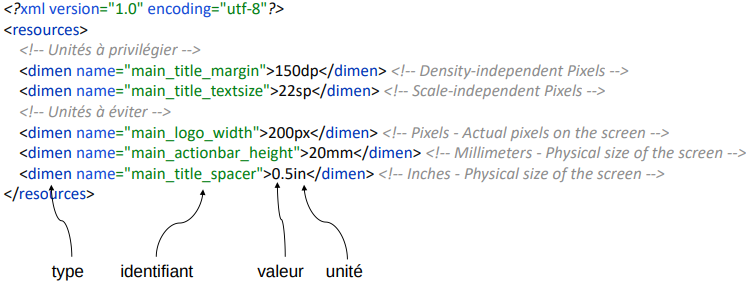 <?xml version="1.0" encoding="utf-8"?>
<resources>
<!-- Unités à privilégier -->
<dimen name="main_title_margin">150dp</dimen> <!-- Density-independent Pixels -->
<dimen name="main_title_textsize">22sp</dimen> <!-- Scale-independent Pixels -->
<!-- Unités à éviter -->
<dimen name="main_logo_width">200px</dimen> <!-- Pixels - Actual pixels on the screen -->
<dimen name="main_actionbar_height">20mm</dimen> <!-- Millimeters - Physical size of the screen -->
<dimen name="main_title_spacer">0.5in</dimen> <!-- Inches - Physical size of the screen -->
</resources>
type identifiant valeur unité